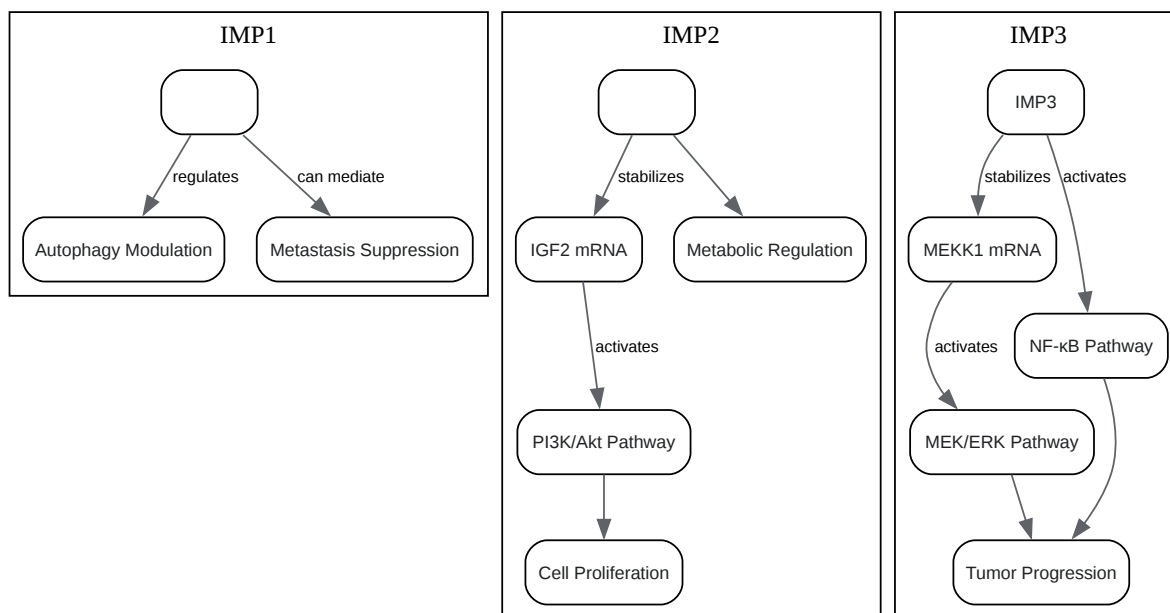 IMP1
regulates
can mediate
Autophagy Modulation
Metastasis Suppression
IMP2
stabilizes
IGF2 mRNA
Metabolic Regulation
activates
PI3K/Akt Pathway
Cell Proliferation
IMP3
IMP3
stabilizes
activates
MEKK1 mRNA
NF-κB Pathway
activates
MEK/ERK Pathway
Tumor Progression